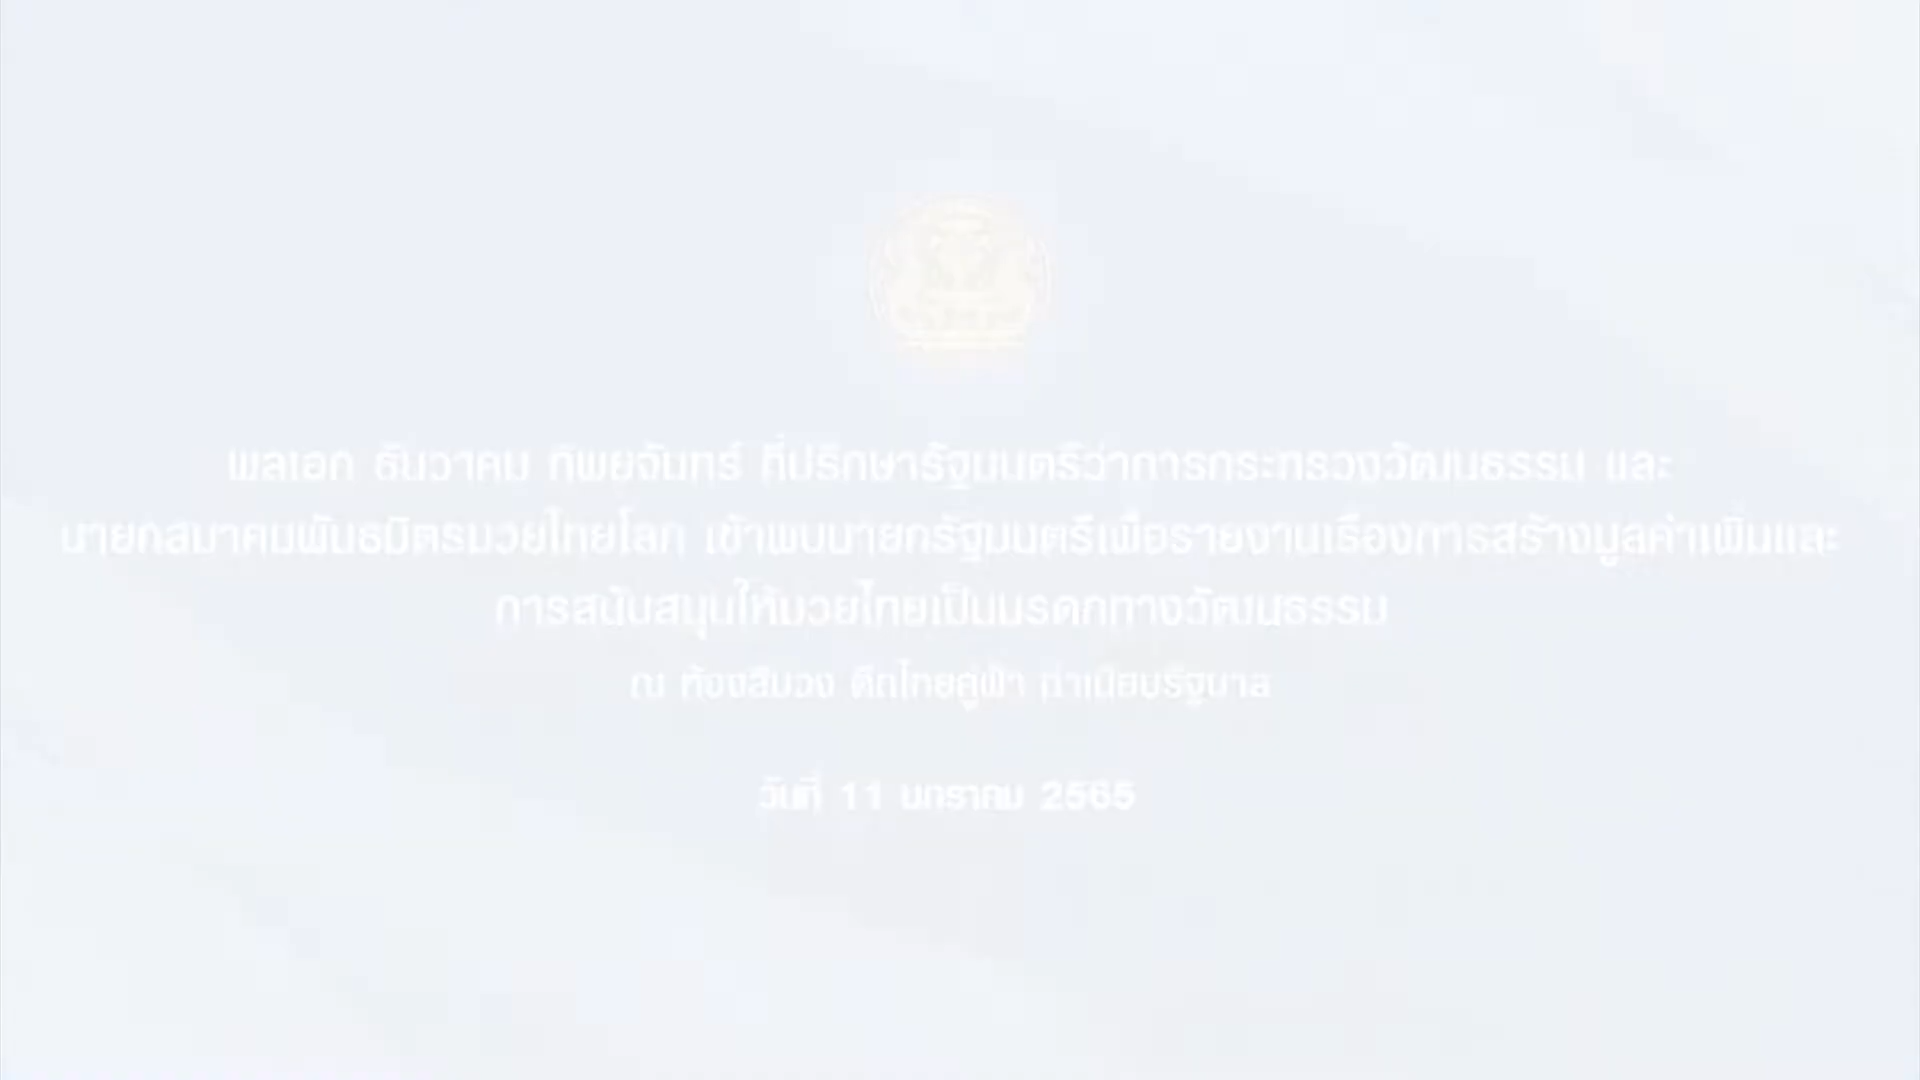 พลเอก ธันวาคม ทิพยจันทร์ ที่ปรึกษารัฐมนตรีว่าการกระทรวงวัฒนธรรม และ
นายกสมาคมพันธมิตรมวยไทยโลก เข้าพบนายกรัฐมนตรีเพื่อรายงานเรื่องการสร้างมูลค่าเพิ่มและ
การสนับสนุนให้มวยไทยเป็นมรดกทางวัฒนธรรม
ณ ห้องสีม่วง ตึกไทยคู่ฟ้า ทำเนียบรัฐบาล
วันที่ 11 มกราคม 2565